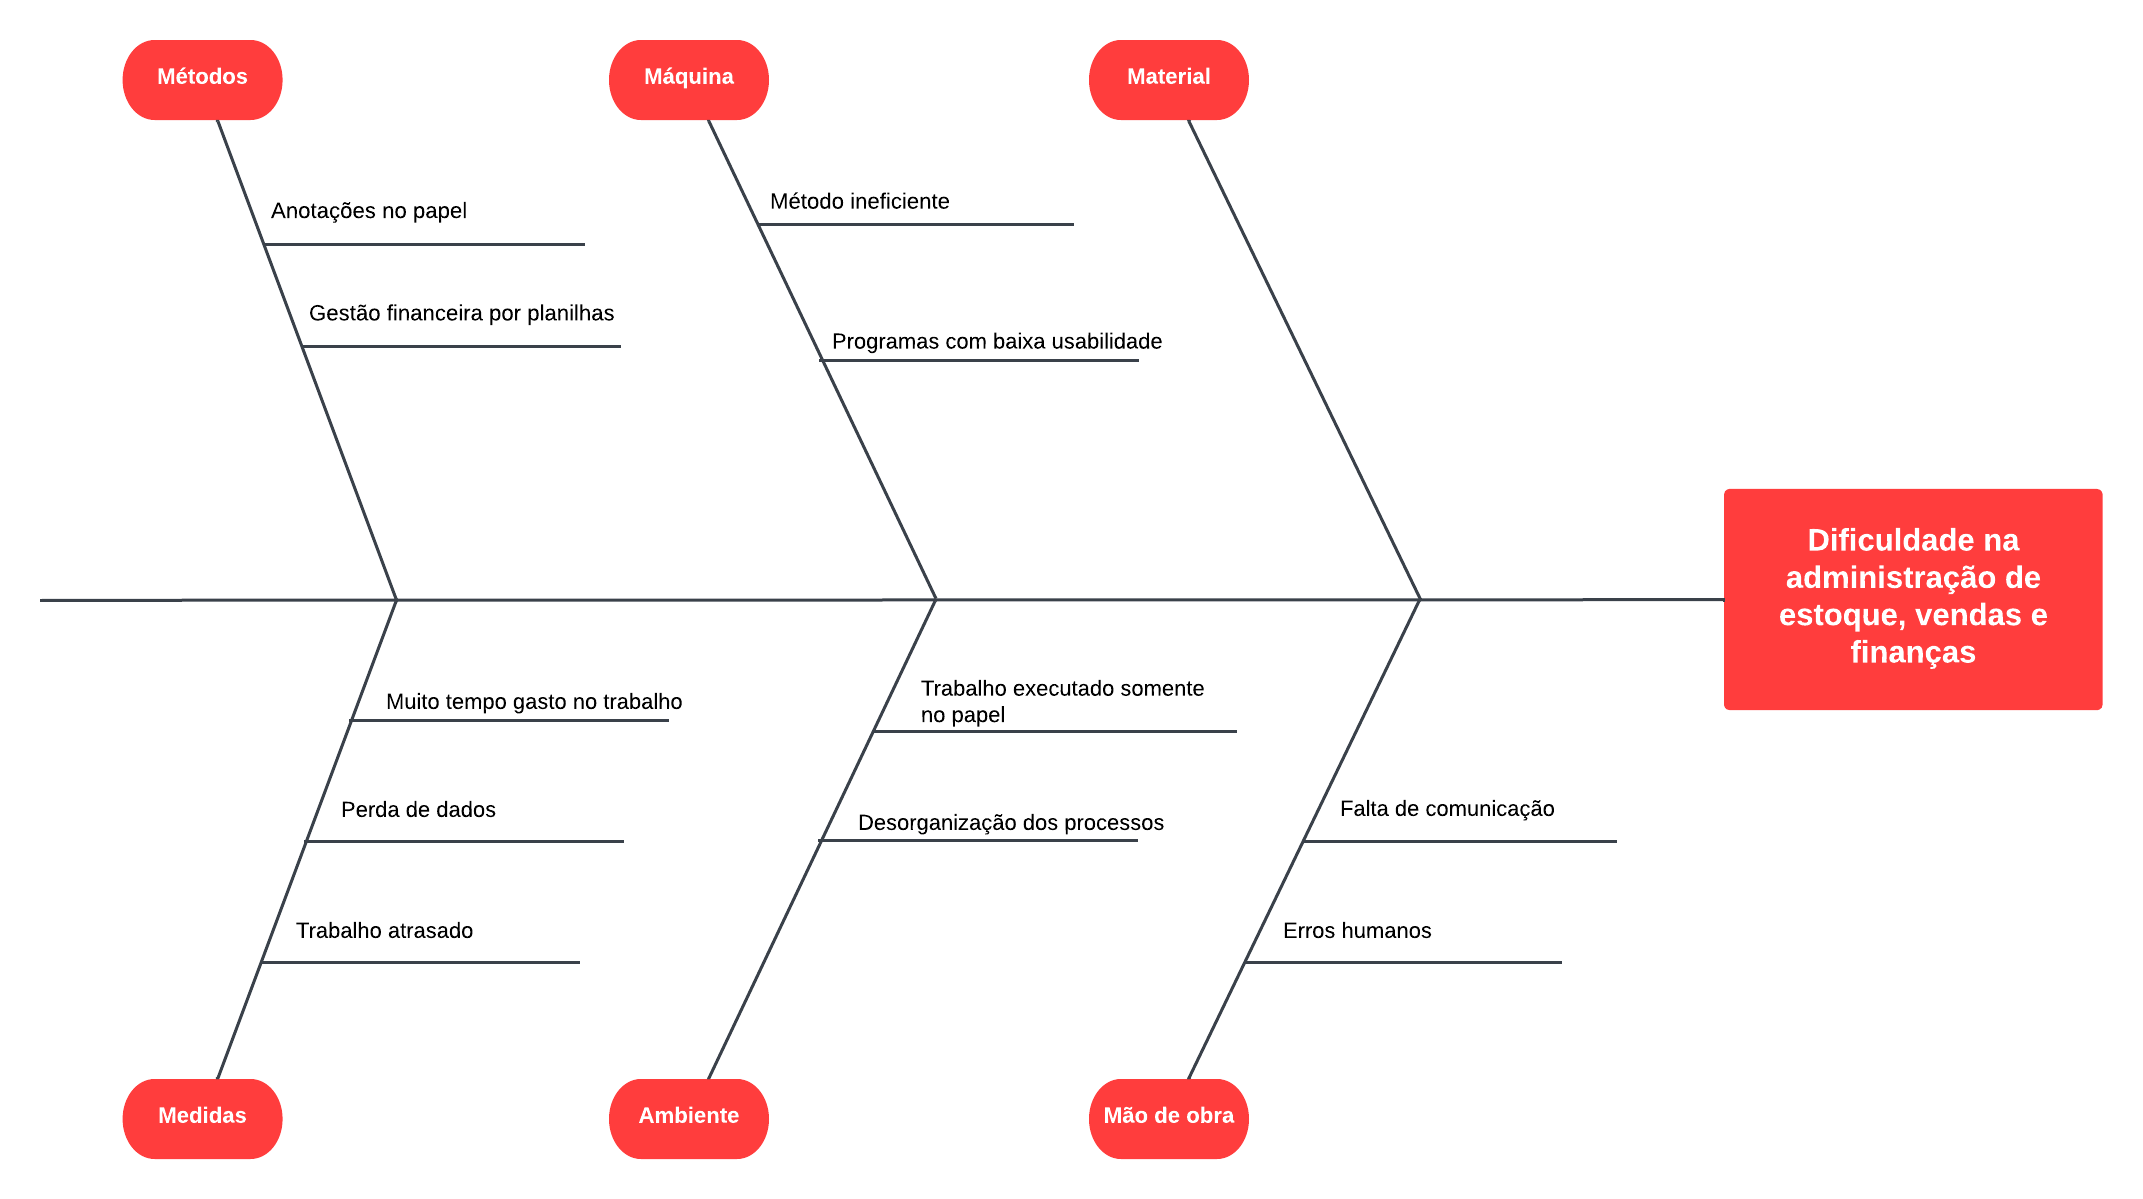 Métodos
Máquina
Material
Anotações no papel
Método ineficiente
Gestão financeira por planilhas
Programas com baixa usabilidade
Dificuldade na
administração de
estoque, vendas e
finanças
Muito tempo gasto no trabalho
Trabalho executado somente
no papel
Perda de dados
Desorganização dos processos
Falta de comunicação
Trabalho atrasado
Erros humanos
Medidas
Ambiente
Mão de obra